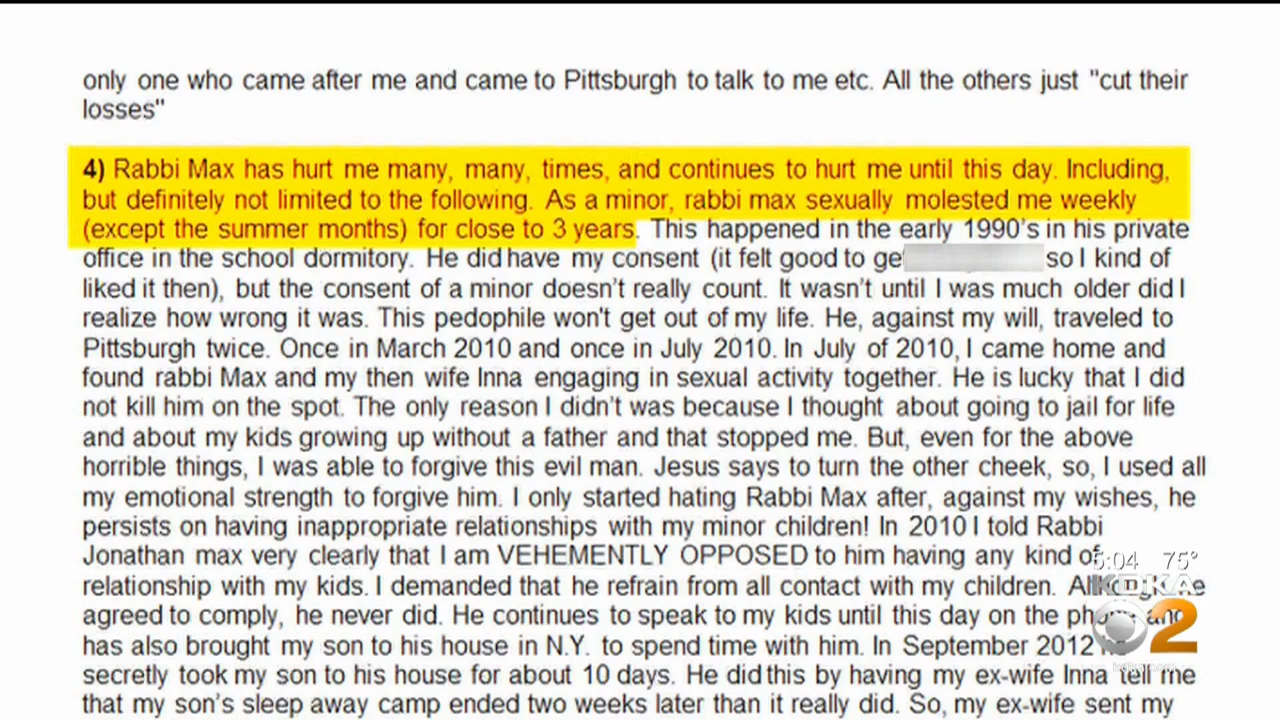 only one who came after me and came to Pittsburgh to talk to me etc. All the others just "cut their
losses"
4) Rabbi Max has hurt me many, many, times, and continues to hurt me until this day. Including,
but definitely not limited to the following. As a minor, rabbi max sexually molested me weekly
(except the summer months) for close to 3 years. This happened in the early 1990's in his private
office in the school dormitory. He did have my consent (it felt good to ge so I kind of
liked it then), but the consent of a minor doesn't really count. It wasn't until I was much older did I
realize how wrong it was. This pedophile won't get out of my life. He, against my will, traveled to
Pittsburgh twice. Once in March 2010 and once in July 2010. In July of 2010, I came home and
found rabbi Max and my then wife Inna engaging in sexual activity together. He is lucky that I did
not kill him on the spot. The only reason I didn't was because I thought about going to jail for life
and about my kids growing up without a father and that stopped me. But, even for the above
horrible things, I was able to forgive this evil man. Jesus says to turn the other cheek, so, I used all
my emotional strength to forgive him. I only started hating Rabbi Max after, against my wishes, he
persists on having inappropriate relationships with my minor children! In 2010 I told Rabbi
Jonathan max very clearly that I am VEHEMENTLY OPPOSED to him having any kind of
relationship with my kids. I demanded that he refrain from all contact with my children.
agreed to comply, he never did. He continues to speak to my kids until this day on the and
has also brought my son to his house in N.Y. to spend time with him. In September 2012
secretly took my son to his house for about 10 days. He did this by having my ex-wife Inna tell me
that my son's sleep away camp ended two weeks later than it really did. So, my ex-wife sent my
5:04 75°
KDKA
2